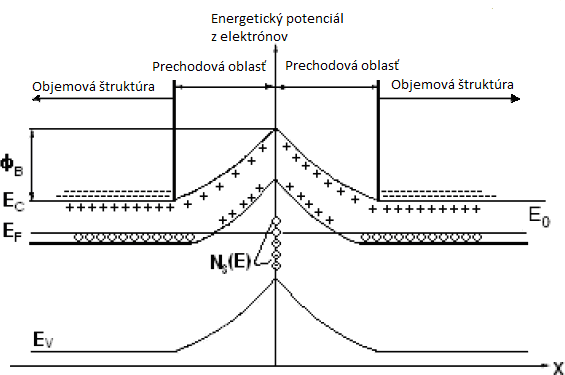 Energetický potenciál
z elektrónov
Prechodová oblasť
Prechodová oblasť
Objemová štruktúra
Objemová štruktúra
ϕB
EC
E0
EF
Ns(E)
EV
x